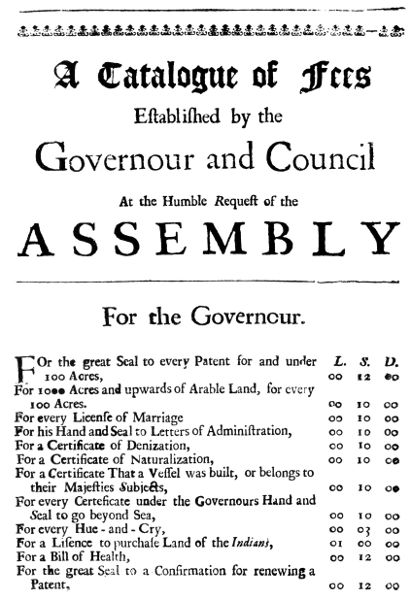 A Catalogue of Fees
Eſtabliſhed by the
Governour and Council
At the Humble Requeſt of the
ASSEMBLY
For the Governour.
FOr the great Seal to every Patent for and under L. S. D.
100 Acres, 00 12 00
For 1000 Acres and upwards of Arable Land, for every
100 Acres. 00 10 00
For every Licenſe of Marriage 00 10 00
For his Hand and Seal to Letters of Adminiſtration, 00 10 00
For a Certificate of Denization, 00 10 00
For a Certificate of Naturalization, 00 10 00
For a Certificate That a Veſſel was built, or belongs to
their Majeſties Subjects, 00 10 00
For every Certeficate under the Governours Hand and
Seal to go beyond Sea, 00 10 00
For every Hue - and - Cry, 00 03 00
For a Liſence to purchaſe Land of the Indians, 01 00 00
For a Bill of Health, 00 12 00
For the great Seal to a Confirmation for renewing a
Patent, 00 12 00